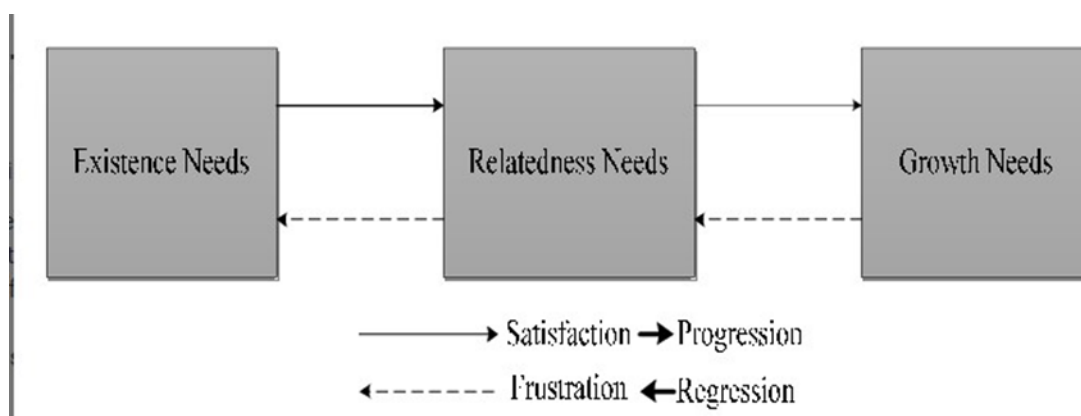 Existence Needs
Relatedness Needs
Growth Needs
Satisfaction Progression
Frustration Regression